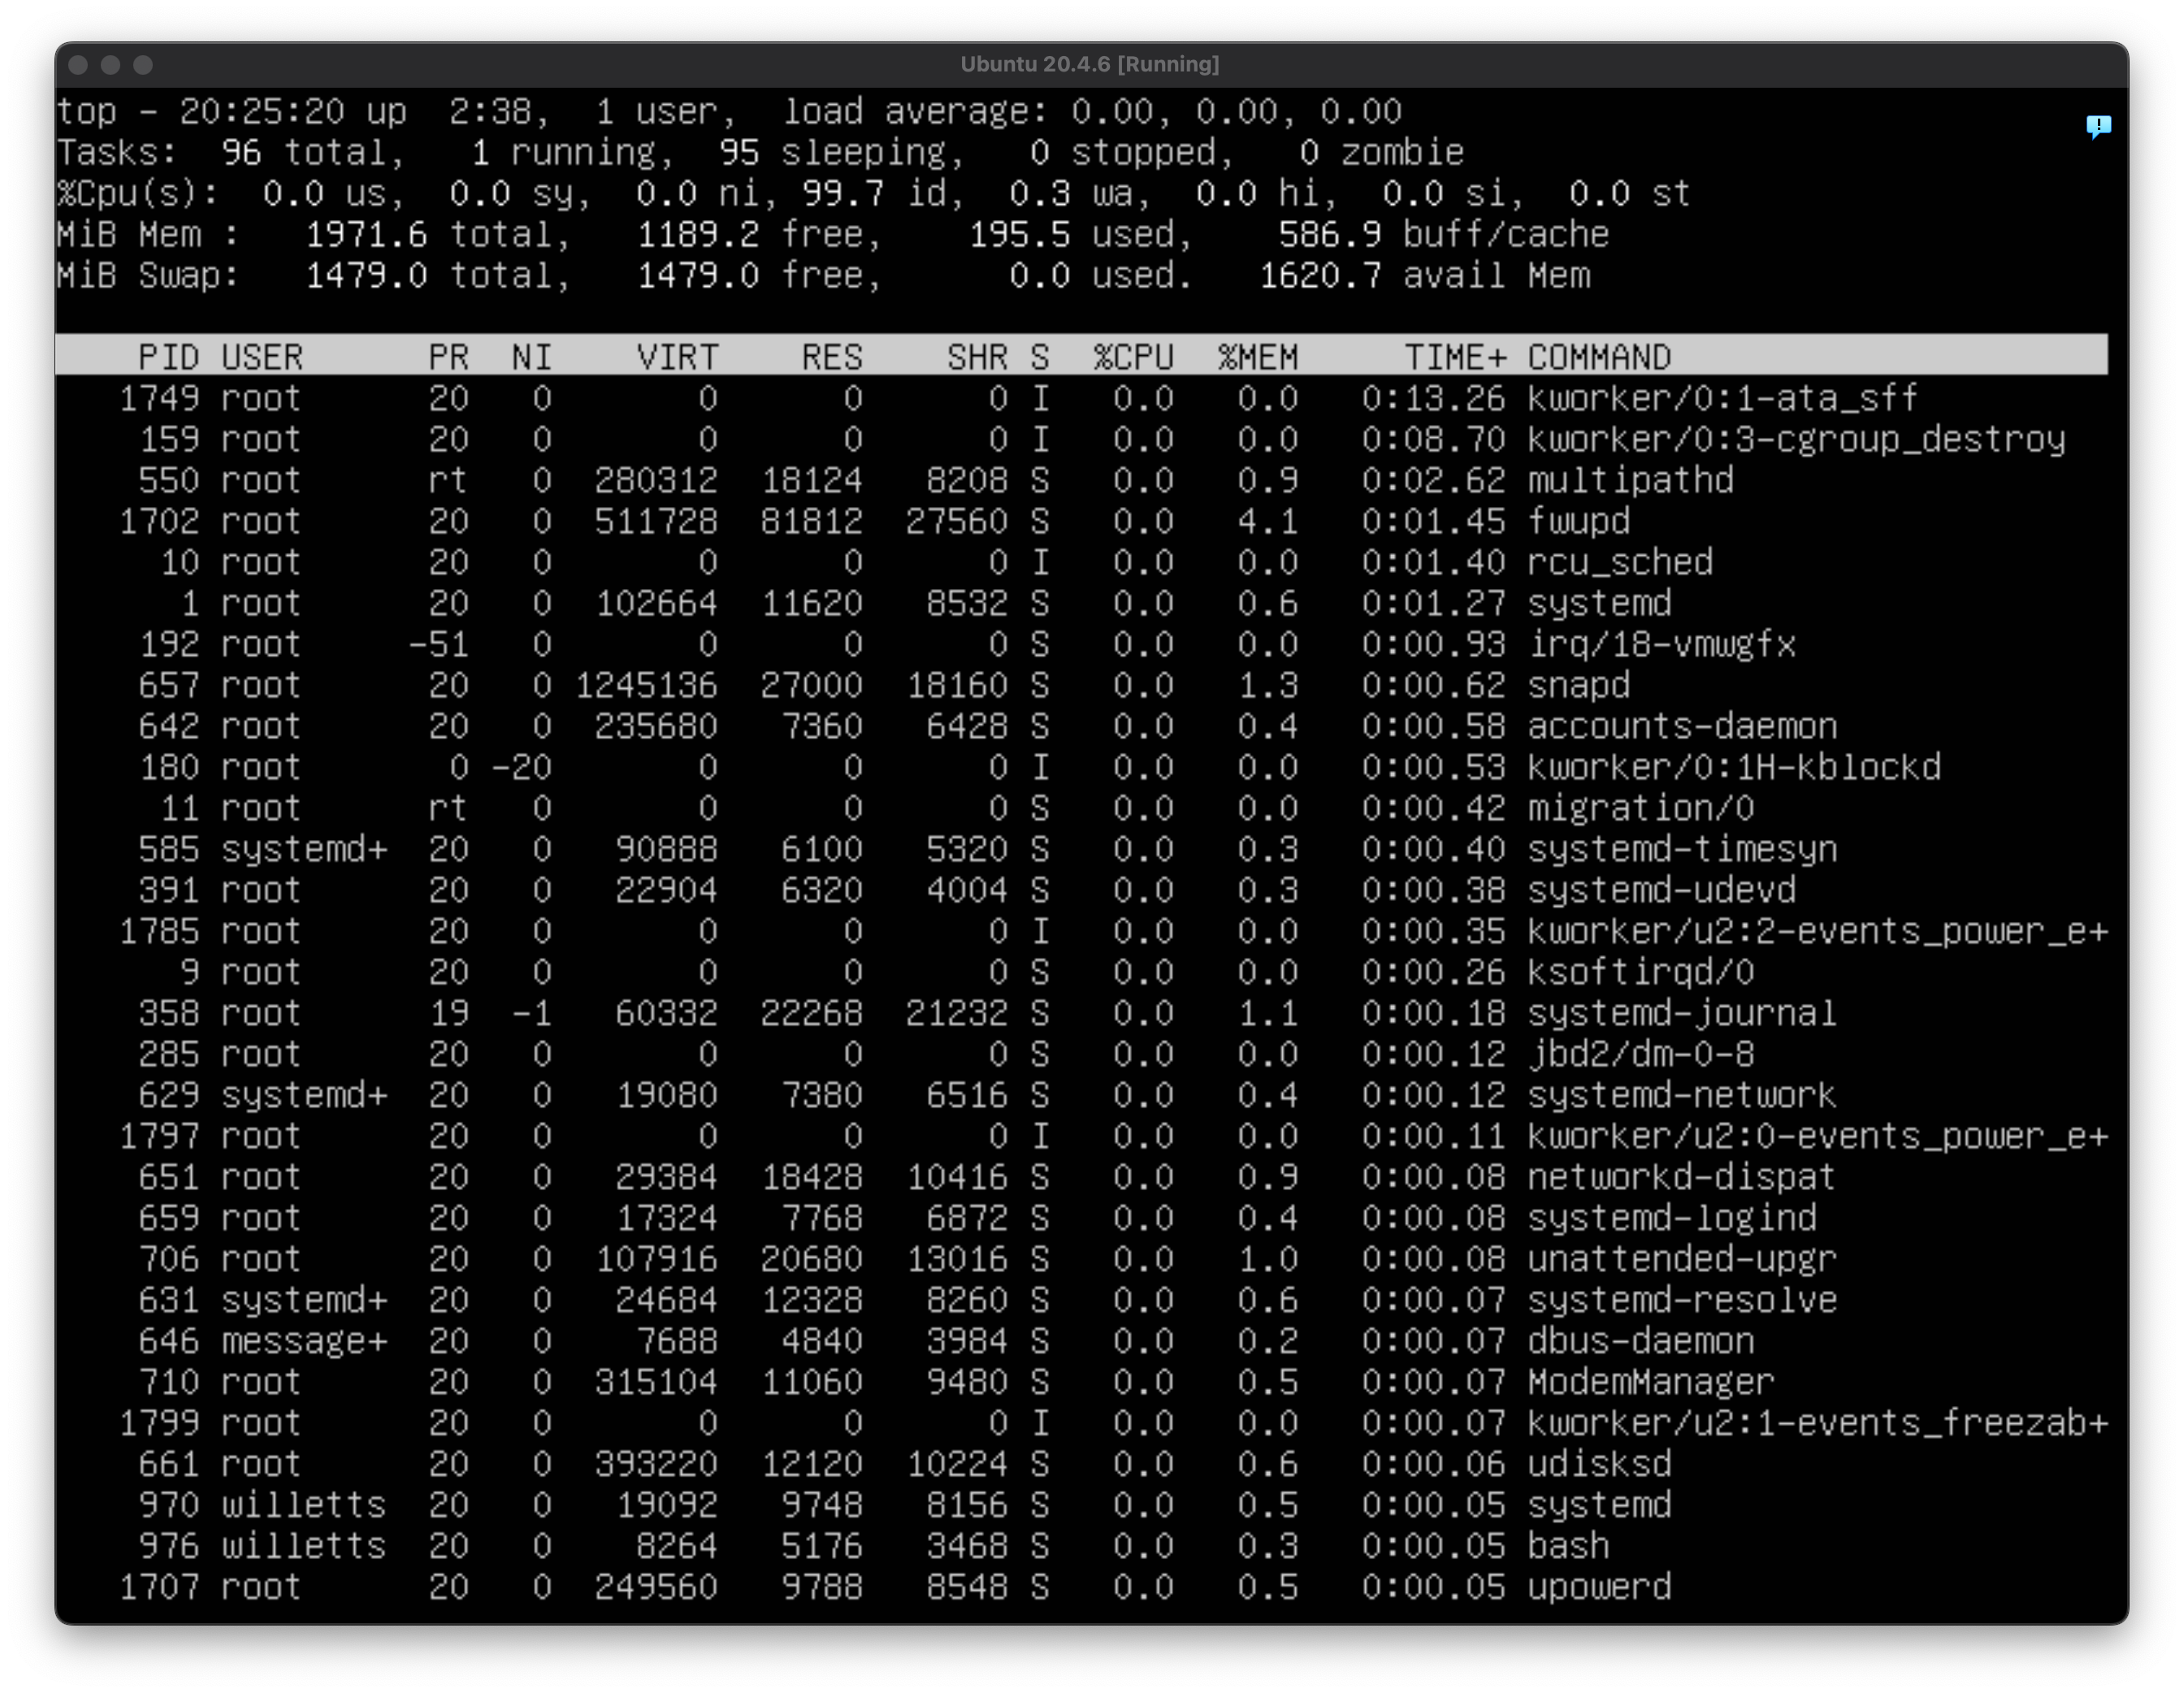 Ubuntu 20.4.6 [Running]
top - 20:25:20 up  2:38,  1 user,  load average: 0.00, 0.00, 0.00
Tasks:  96 total,   1 running,  95 sleeping,   0 stopped,   0 zombie
%Cpu(s):  0.0 us,  0.0 sy,  0.0 ni, 99.7 id,  0.3 wa,  0.0 hi,  0.0 si,  0.0 st
MiB Mem :   1971.6 total,   1189.2 free,    195.5 used,    586.9 buff/cache
MiB Swap:   1479.0 total,   1479.0 free,      0.0 used.   1620.7 avail Mem
    PID USER      PR  NI    VIRT    RES    SHR S  %CPU  %MEM     TIME+ COMMAND
   1749 root      20   0       0      0      0 I   0.0   0.0   0:13.26 kworker/0:1-ata_sff
    159 root      20   0       0      0      0 I   0.0   0.0   0:08.70 kworker/0:3-cgroup_destroy
    550 root      rt   0  280312  18124   8208 S   0.0   0.9   0:02.62 multipathd
   1702 root      20   0  511728  81812  27560 S   0.0   4.1   0:01.45 fwupd
     10 root      20   0       0      0      0 I   0.0   0.0   0:01.40 rcu_sched
      1 root      20   0  102664  11620   8532 S   0.0   0.6   0:01.27 systemd
    192 root     -51   0       0      0      0 S   0.0   0.0   0:00.93 irq/18-vmwgfx
    657 root      20   0 1245136  27000  18160 S   0.0   1.3   0:00.62 snapd
    642 root      20   0  235680   7360   6428 S   0.0   0.4   0:00.58 accounts-daemon
    180 root       0 -20       0      0      0 I   0.0   0.0   0:00.53 kworker/0:1H-kblockd
     11 root      rt   0       0      0      0 S   0.0   0.0   0:00.42 migration/0
    585 systemd+  20   0   90888   6100   5320 S   0.0   0.3   0:00.40 systemd-timesyn
    391 root      20   0   22904   6320   4004 S   0.0   0.3   0:00.38 systemd-udevd
   1785 root      20   0       0      0      0 I   0.0   0.0   0:00.35 kworker/u2:2-events_power_e+
      9 root      20   0       0      0      0 S   0.0   0.0   0:00.26 ksoftirqd/0
    358 root      19  -1   60332  22268  21232 S   0.0   1.1   0:00.18 systemd-journal
    285 root      20   0       0      0      0 S   0.0   0.0   0:00.12 jbd2/dm-0-8
    629 systemd+  20   0   19080   7380   6516 S   0.0   0.4   0:00.12 systemd-network
   1797 root      20   0       0      0      0 I   0.0   0.0   0:00.11 kworker/u2:0-events_power_e+
    651 root      20   0   29384  18428  10416 S   0.0   0.9   0:00.08 networkd-dispat
    659 root      20   0   17324   7768   6872 S   0.0   0.4   0:00.08 systemd-logind
    706 root      20   0  107916  20680  13016 S   0.0   1.0   0:00.08 unattended-upgr
    631 systemd+  20   0   24684  12328   8260 S   0.0   0.6   0:00.07 systemd-resolve
    646 message+  20   0    7688   4840   3984 S   0.0   0.2   0:00.07 dbus-daemon
    710 root      20   0  315104  11060   9480 S   0.0   0.5   0:00.07 ModemManager
   1799 root      20   0       0      0      0 I   0.0   0.0   0:00.07 kworker/u2:1-events_freezab+
    661 root      20   0  393220  12120  10224 S   0.0   0.6   0:00.06 udisksd
    970 willetts  20   0   19092   9748   8156 S   0.0   0.5   0:00.05 systemd
    976 willetts  20   0    8264   5176   3468 S   0.0   0.3   0:00.05 bash
   1707 root      20   0  249560   9788   8548 S   0.0   0.5   0:00.05 upowerd